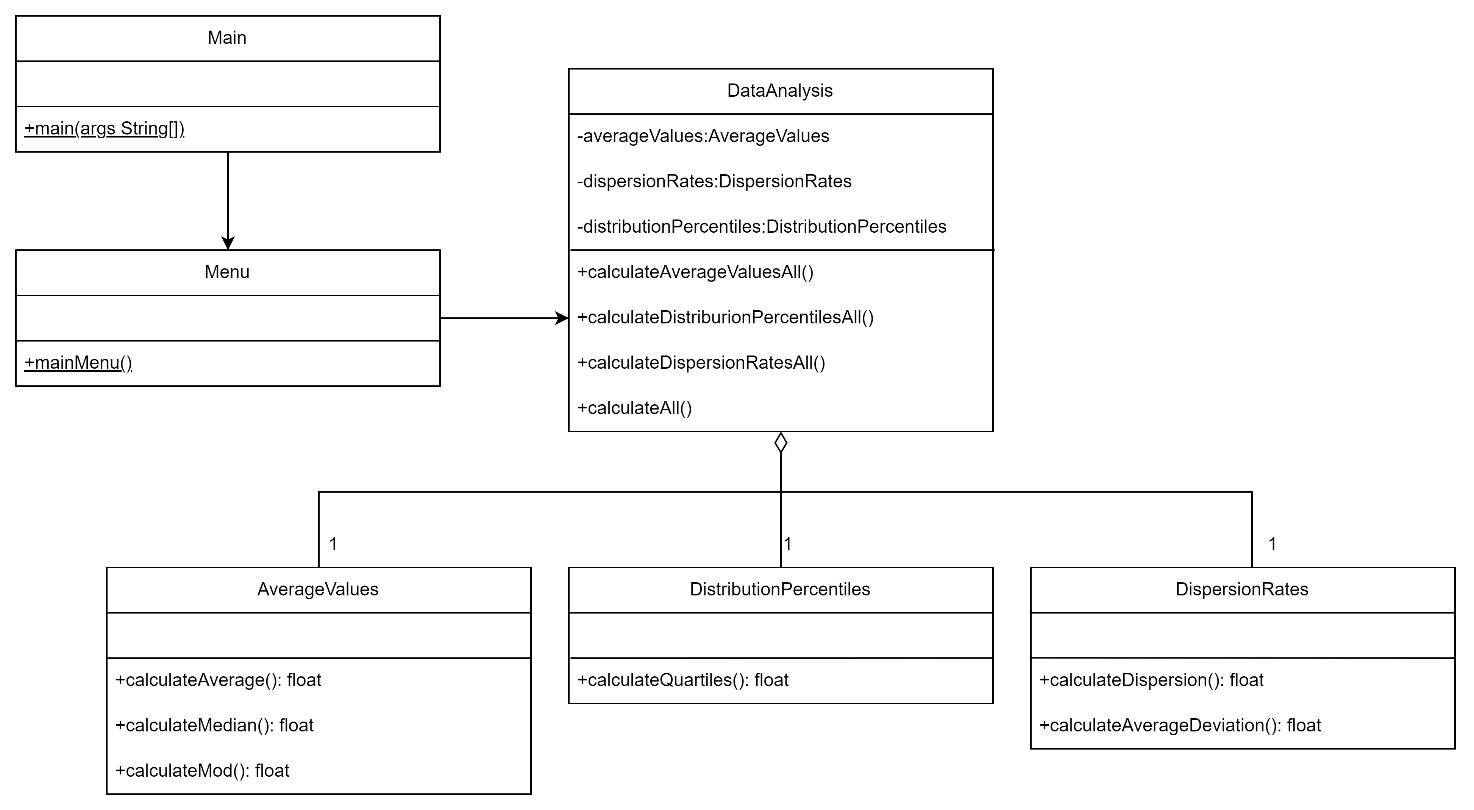 Main
+main(args String[])
Menu
+mainMenu()
DataAnalysis
-averageValues:AverageValues
-dispersionRates:DispersionRates
-distributionPercentiles:DistributionPercentiles
+calculateAverageValuesAll()
+calculateDistriburionPercentilesAll()
+calculateDispersionRatesAll()
+calculateAll()
1
1
1
AverageValues
+calculateAverage(): float
+calculateMedian(): float
+calculateMod(): float
DistributionPercentiles
+calculateQuartiles(): float
DispersionRates
+calculateDispersion(): float
+calculateAverageDeviation(): float